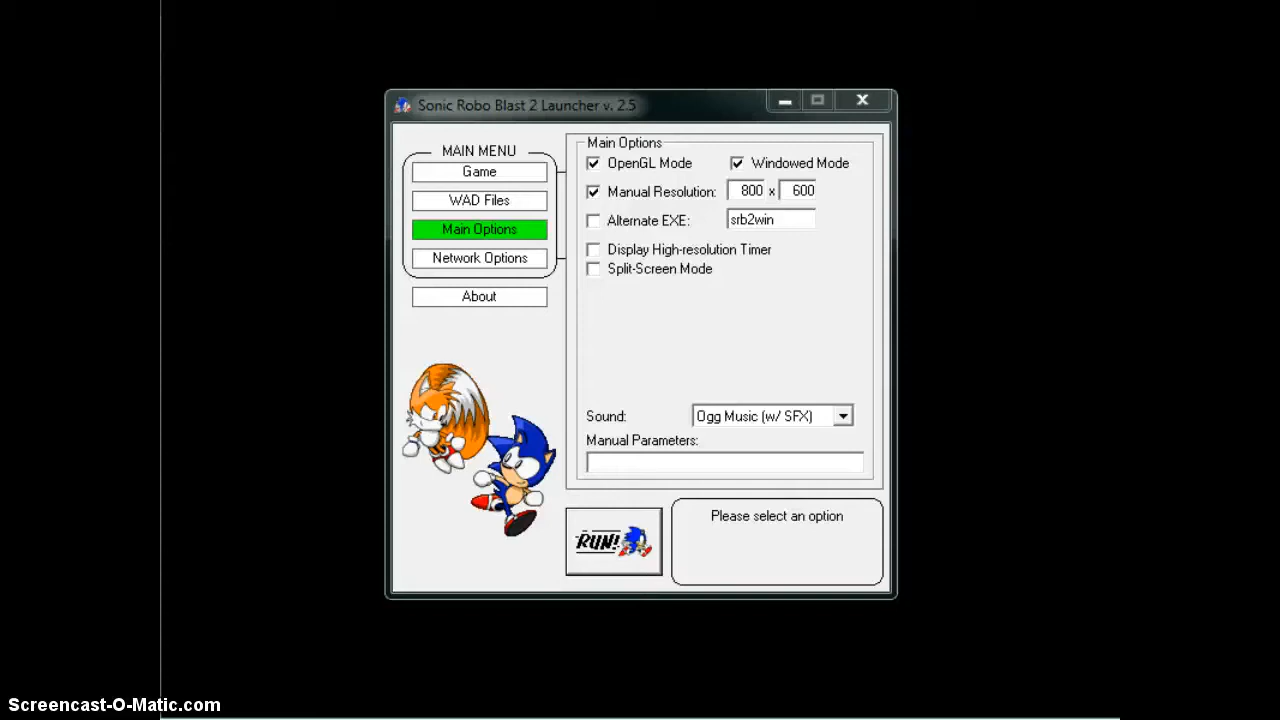 Sonic Robo Blast 2 Launcher v. 2.5
MAIN MENU
Game
WAD Files
Main Options
Network Options
About
Main Options
OpenGL Mode
Windowed Mode
Manual Resolution: 800 x 600
Alternate EXE: srb2win
Display High-resolution Timer
Split-Screen Mode
Sound: Ogg Music (w/ SFX)
Manual Parameters:
RUN!
Please select an option
Screencast-O-Matic.com